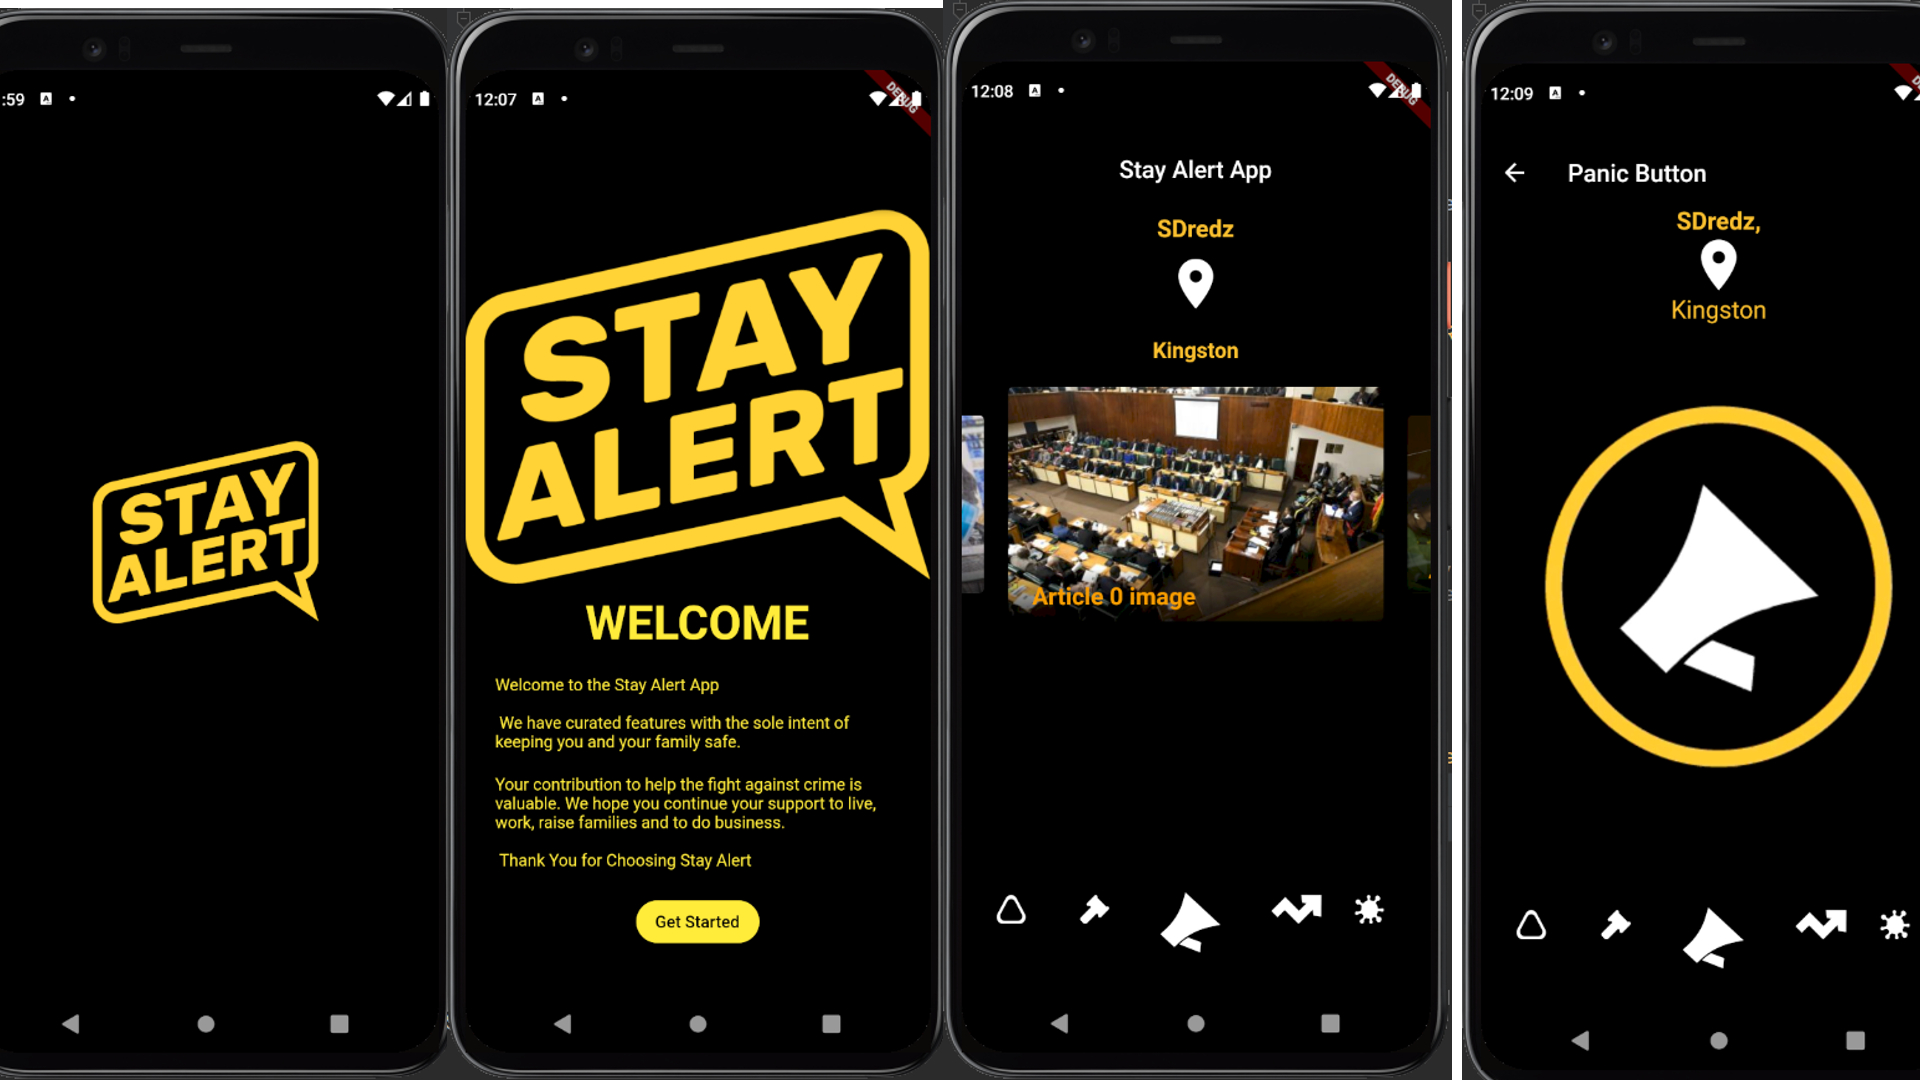 :59
STAY
ALERT
12:07
DEBUG
STAY
ALERT
WELCOME
Welcome to the Stay Alert App
We have curated features with the sole intent of
keeping you and your family safe.
Your contribution to help the fight against crime is
valuable. We hope you continue your support to live,
work, raise families and to do business.
Thank You for Choosing Stay Alert
Get Started
12:08
DEBUG
Stay Alert App
SDredz
Kingston
Article 0 image
12:09
Panic Button
SDredz,
Kingston